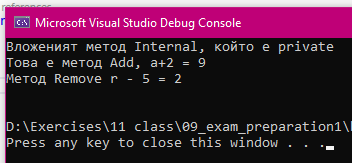 references
Microsoft Visual Studio Debug Console
Вложеният метод Internal, който е private
Това е метод Add, a+2 = 9
Метод Remove r - 5 = 2
D:\Exercises\11 class\09_exam_preparation1\
Press any key to close this window . . .